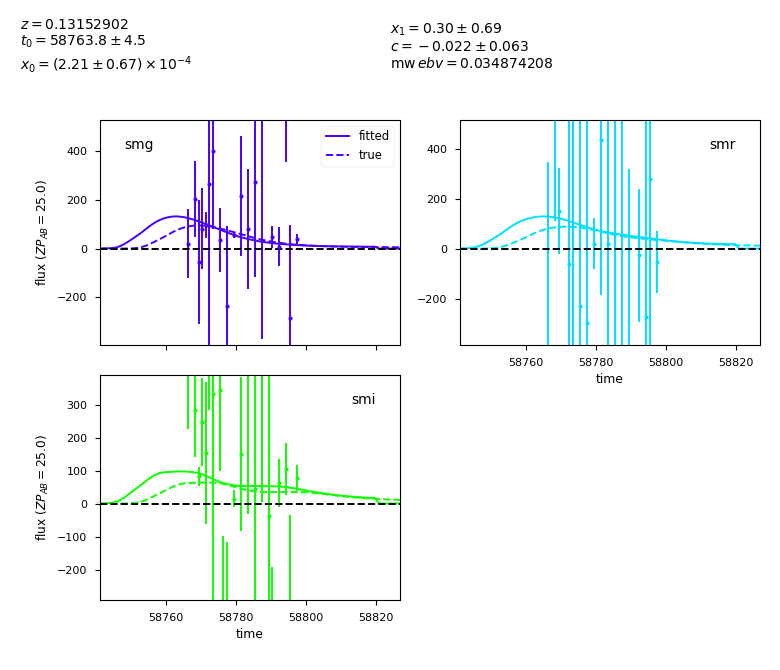 z = 0.13152902
t₀ = 58763.8 ± 4.5
x₀ = (2.21 ± 0.67) × 10⁻⁴
x₁ = 0.30 ± 0.69
c = −0.022 ± 0.063
mw ebv = 0.034874208
smg
fitted
true
400
200
0
−200
flux (ZP_AB = 25.0)
smr
400
200
0
−200
58760 58780 58800 58820
time
smi
300
200
100
0
−100
−200
flux (ZP_AB = 25.0)
58760 58780 58800 58820
time